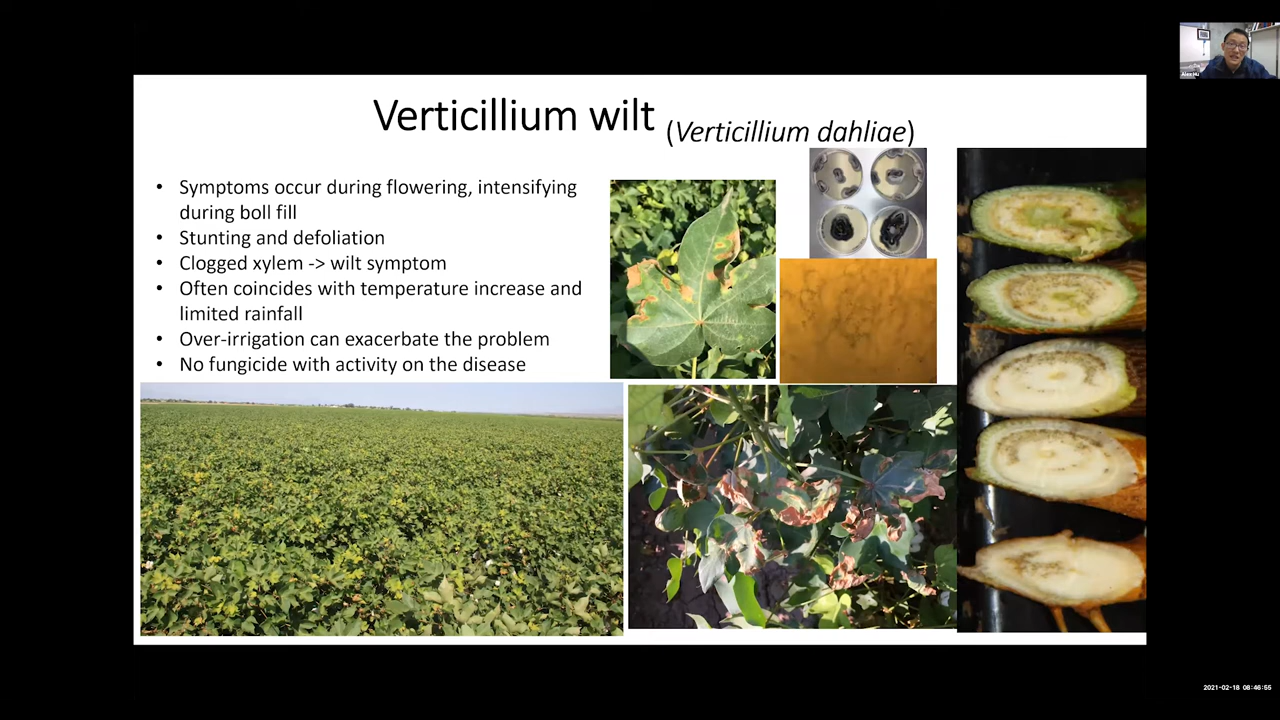 Verticillium wilt (Verticillium dahliae)
• Symptoms occur during flowering, intensifying
during boll fill
• Stunting and defoliation
• Clogged xylem -> wilt symptom
• Often coincides with temperature increase and
limited rainfall
• Over-irrigation can exacerbate the problem
• No fungicide with activity on the disease
2021-02-18 08:46:55